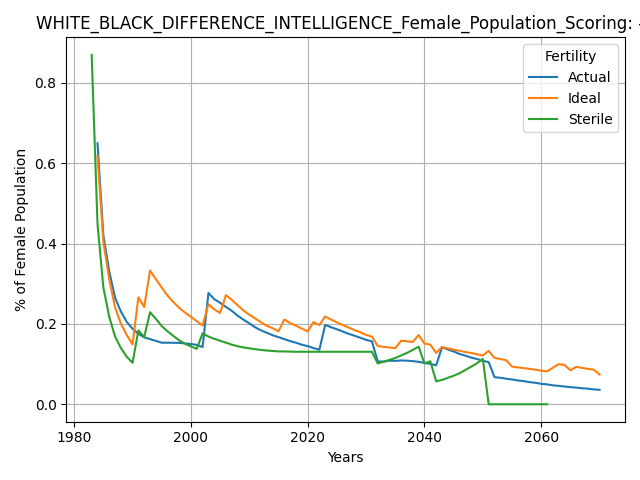 WHITE_BLACK_DIFFERENCE_INTELLIGENCE_Female_Population_Scoring:
Fertility
Actual
Ideal
Sterile
% of Female Population
0.8
0.6
0.4
0.2
0.0
1980 2000 2020 2040 2060
Years